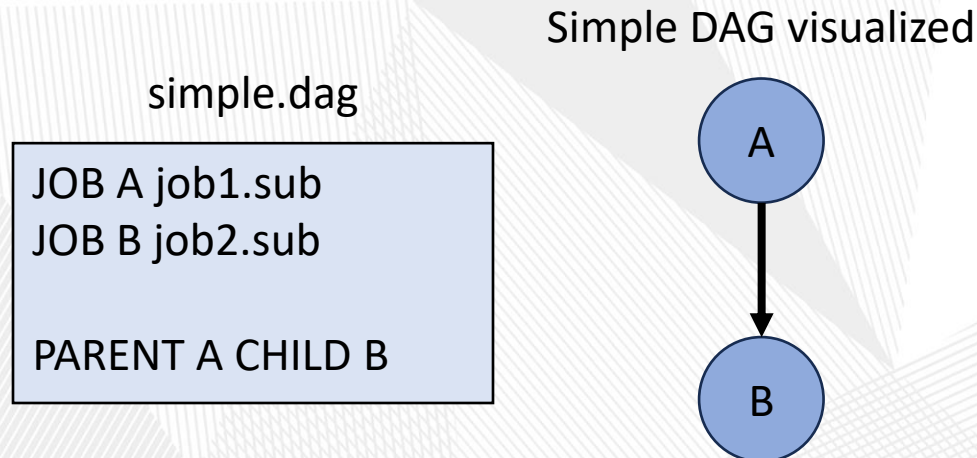 Simple DAG visualized
simple.dag
JOB A job1.sub
JOB B job2.sub
PARENT A CHILD B
A
B